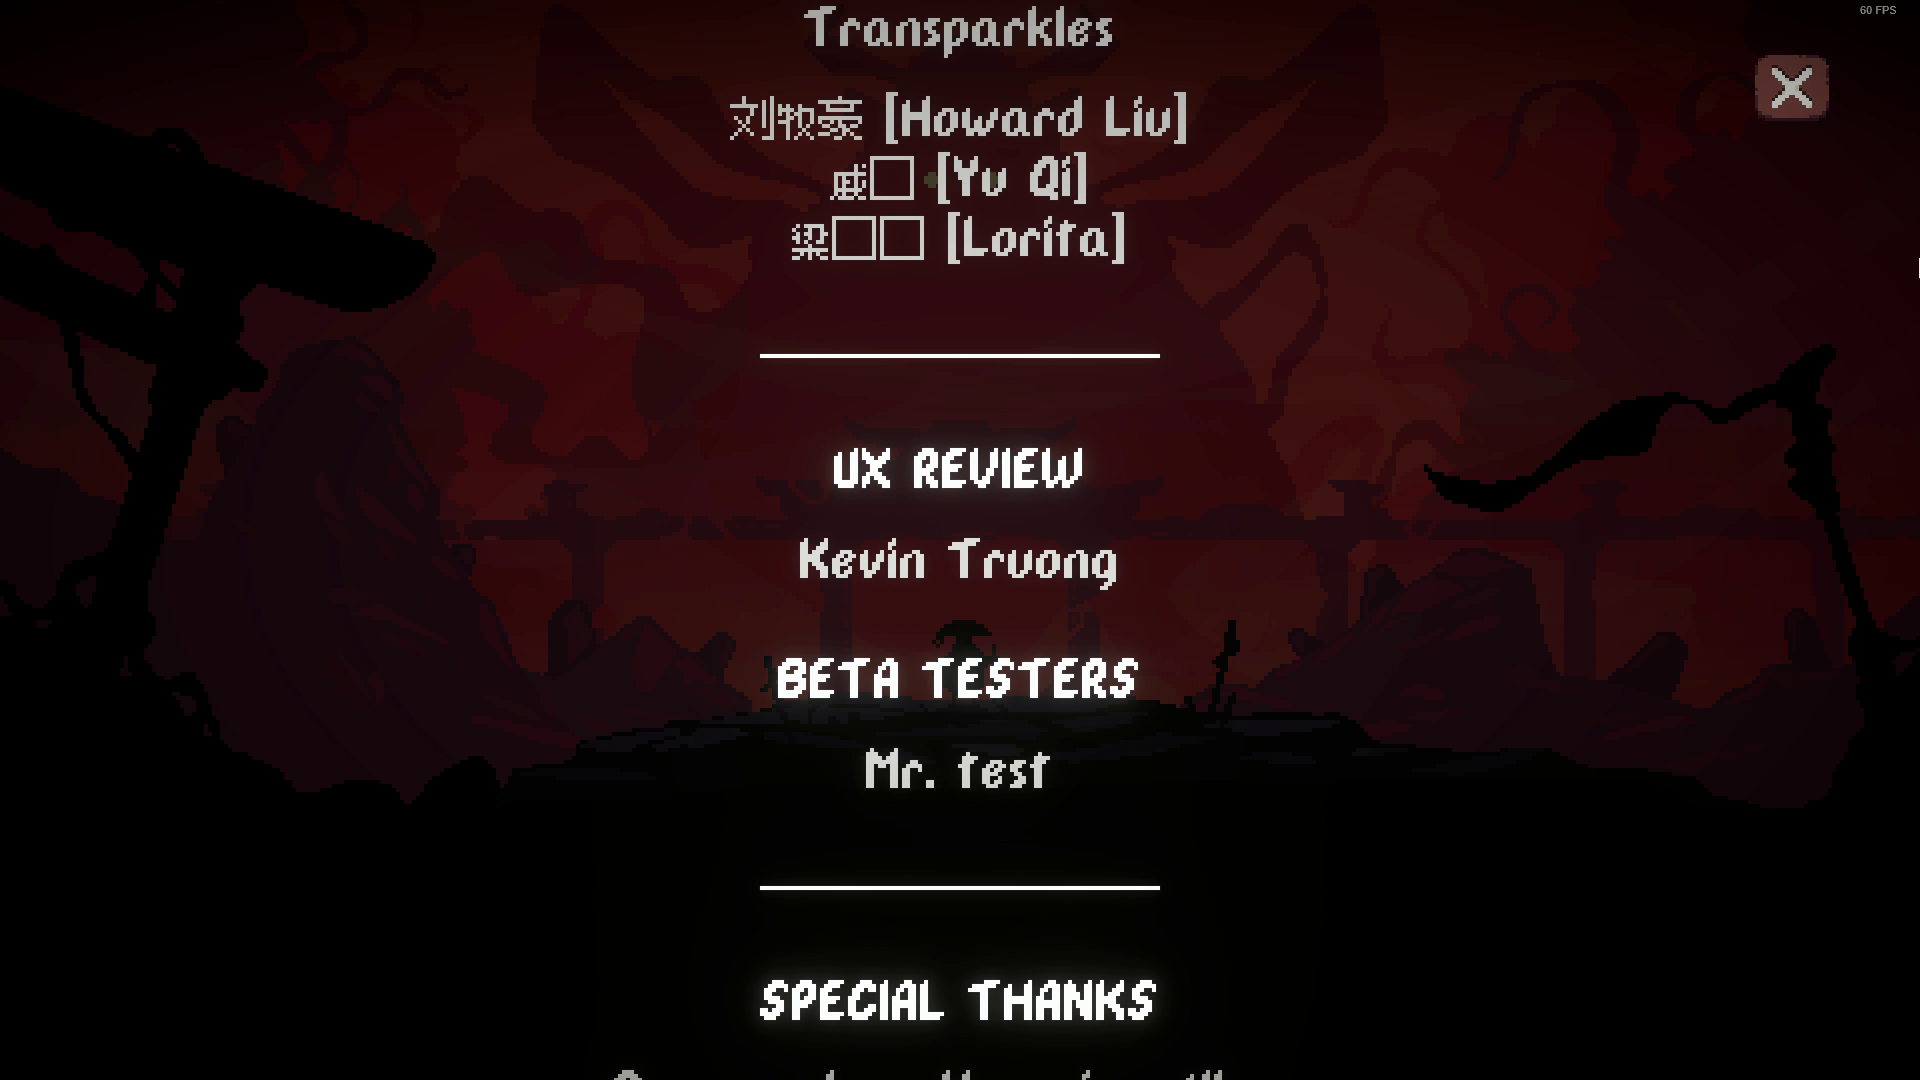 60 FPS
Transparkles
刘牧豪 [Howard Liu]
戚□ [Yu Qi]
梁□□ [Lorita]
UX REVIEW
Kevin Truong
BETA TESTERS
Mr. test
SPECIAL THANKS